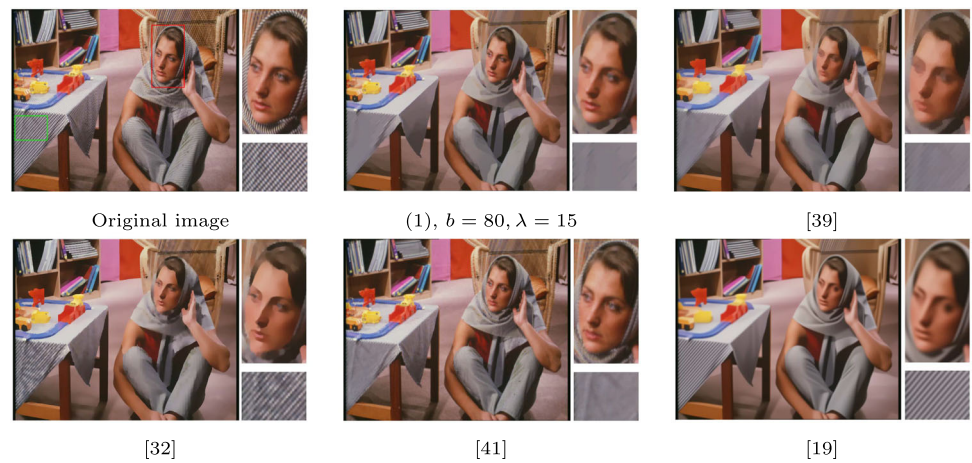 Original image
(1), b = 80, λ = 15
[39]
[32]
[41]
[19]